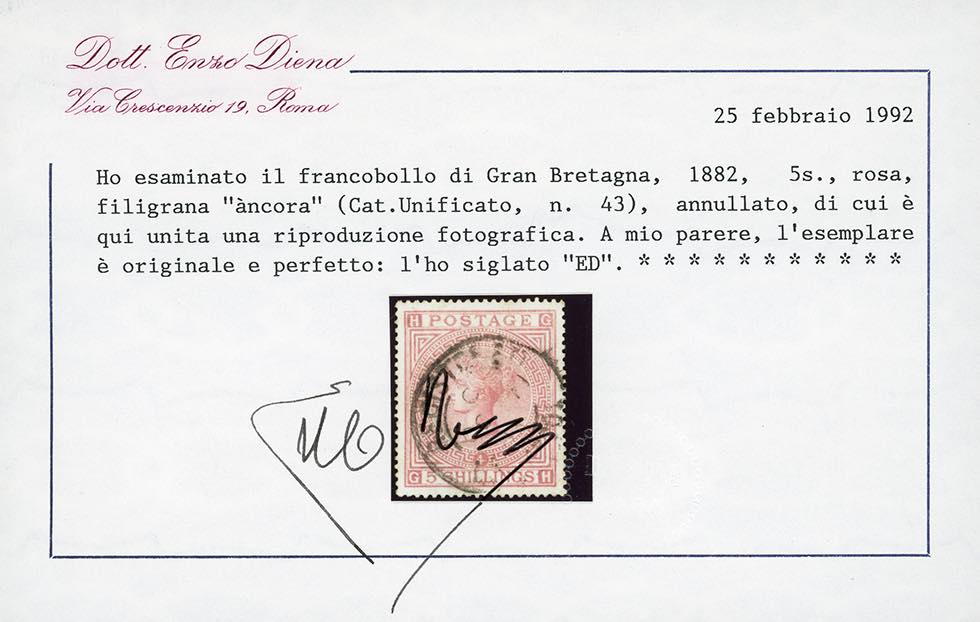 Dott. Enzo Diena
Via Crescenzio 19, Roma
25 febbraio 1992
Ho esaminato il francobollo di Gran Bretagna, 1882, 5s., rosa,
filigrana "àncora" (Cat.Unificato, n. 43), annullato, di cui è
qui unita una riproduzione fotografica. A mio parere, l'esemplare
è originale e perfetto: l'ho siglato "ED". * * * * * * * * * * *
H POSTAGE G
G 5 SHILLINGS H